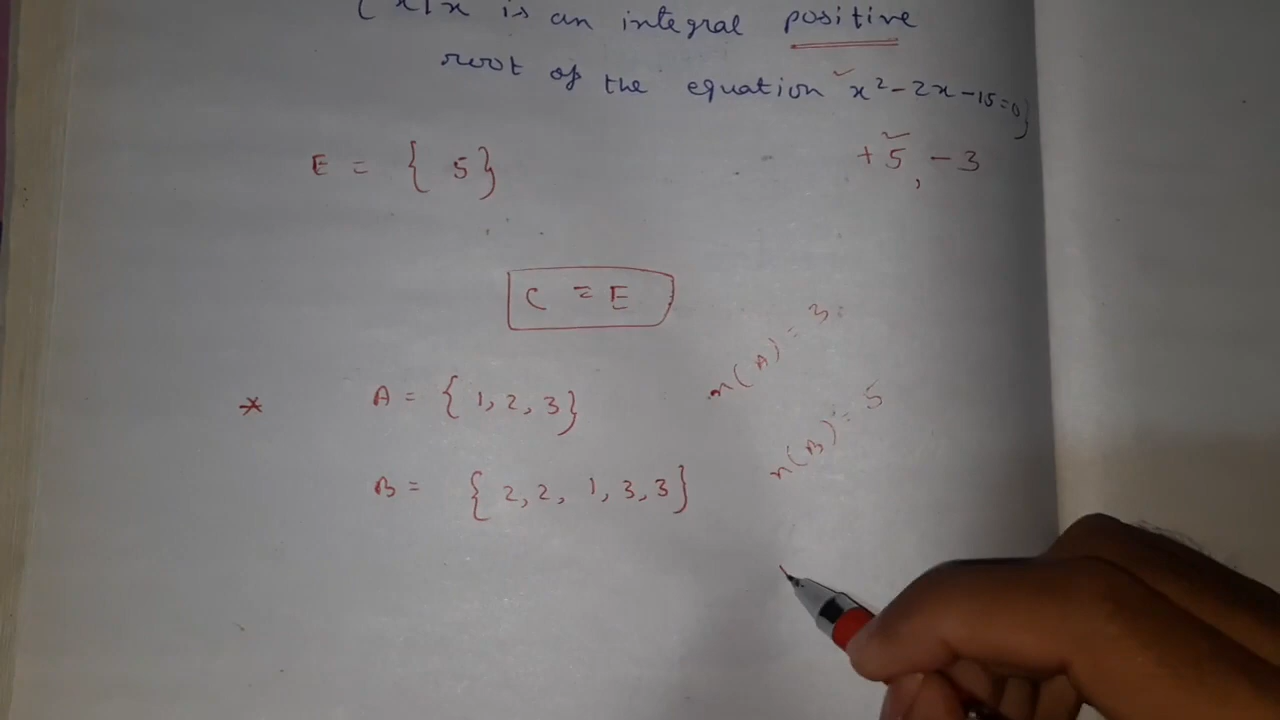 {x|x is an integral positive
root of the equation x² - 2x - 15 = 0}
+5, -3
E = { 5}
C = E
n(A) = 3
* A = { 1, 2, 3}
n(B) = 5
B = { 2, 2, 1, 3, 3}